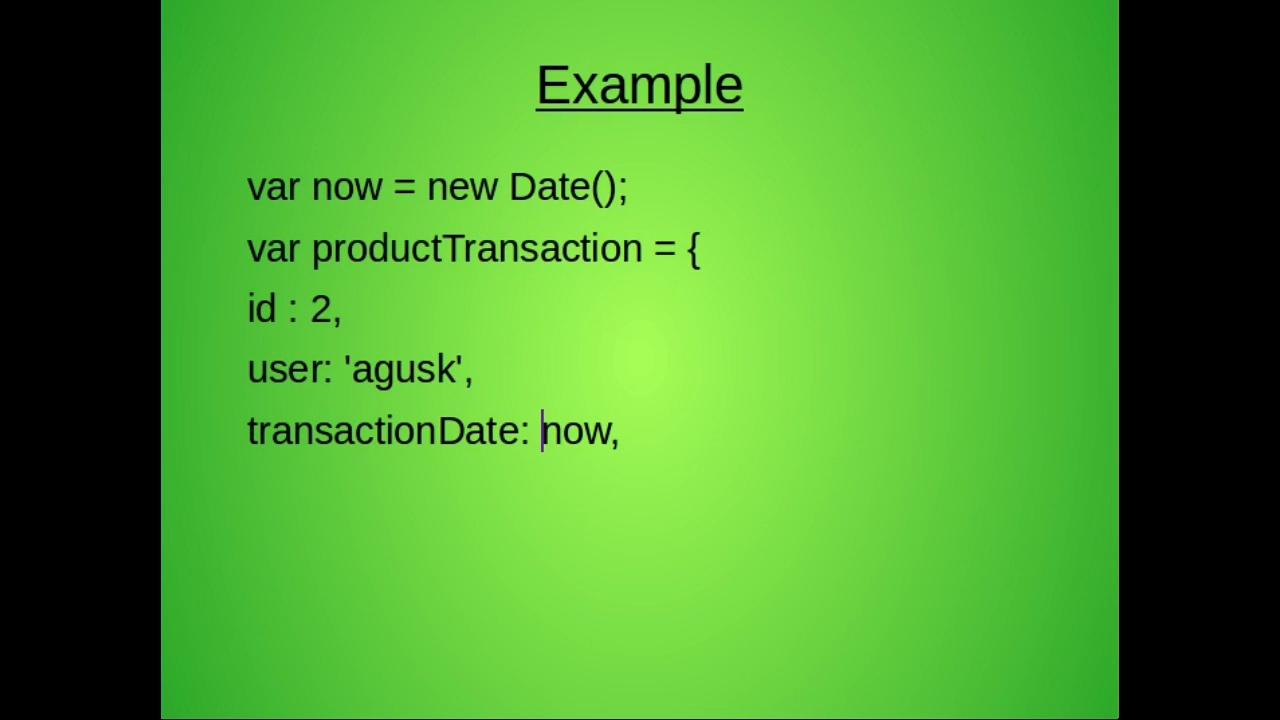 Example
var now = new Date();
var productTransaction = {
id : 2,
user: 'agusk',
transactionDate: now,